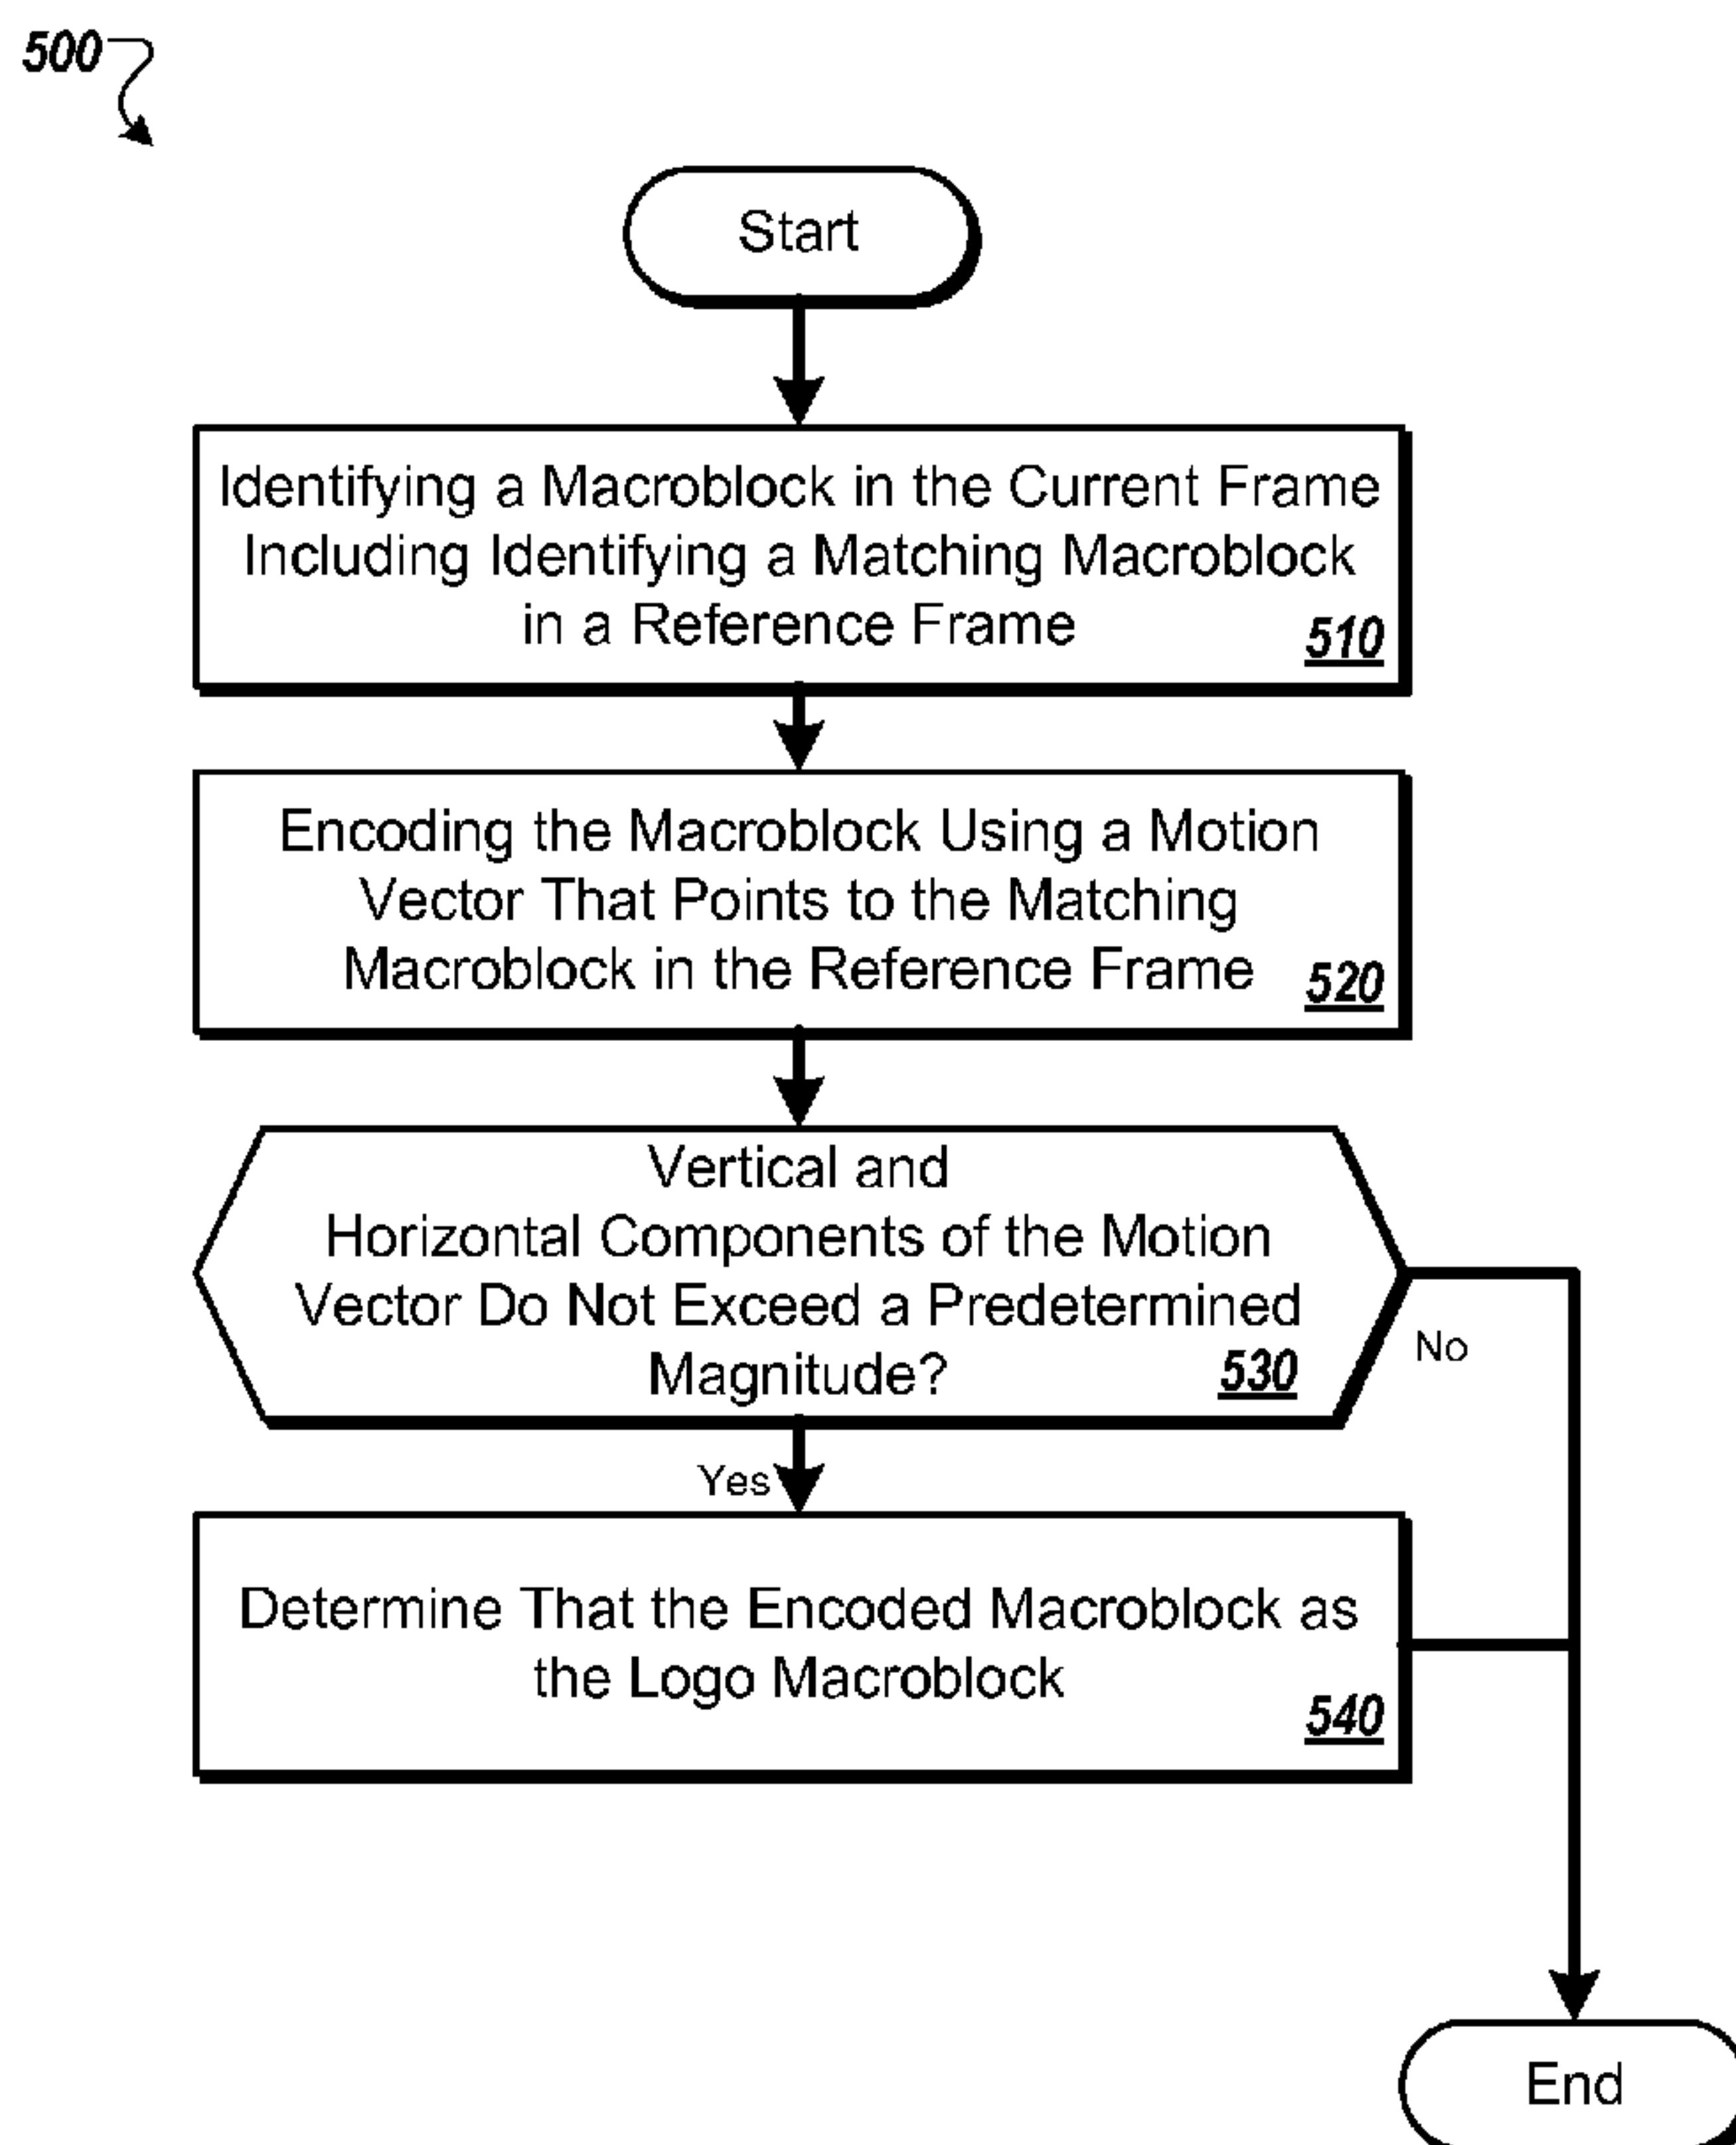 500
Start
Identifying a Macroblock in the Current Frame
Including Identifying a Matching Macroblock
in a Reference Frame
510
Encoding the Macroblock Using a Motion
Vector That Points to the Matching
Macroblock in the Reference Frame
520
Vertical and
Horizontal Components of the Motion
Vector Do Not Exceed a Predetermined
Magnitude?
530
No
Yes
Determine That the Encoded Macroblock as
the Logo Macroblock
540
End